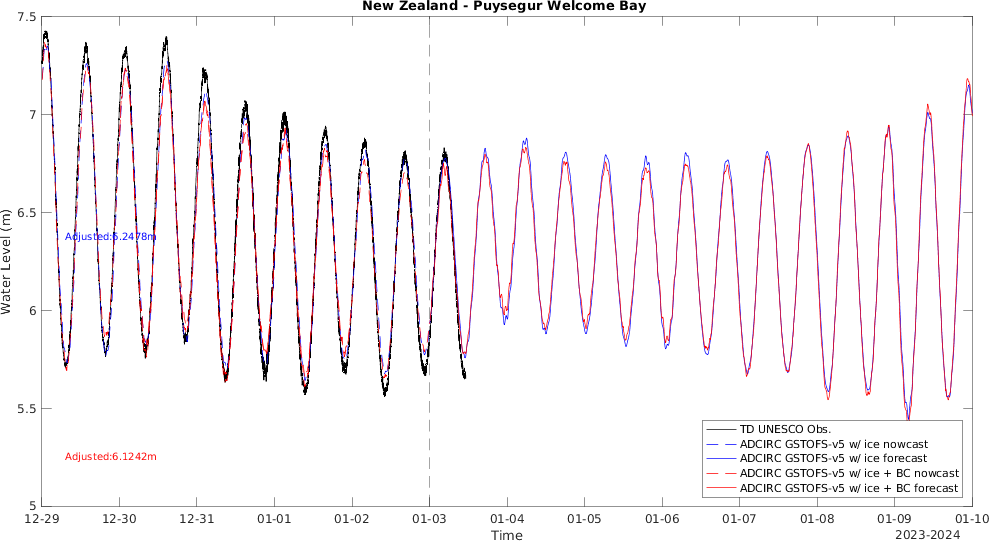 New Zealand - Puysegur Welcome Bay
7.5
7
6.5
6
5.5
5
Water Level (m)
Adjusted:6.2478m
Adjusted:6.1242m
TD UNESCO Obs.
ADCIRC GSTOFS-v5 w/ ice nowcast
ADCIRC GSTOFS-v5 w/ ice forecast
ADCIRC GSTOFS-v5 w/ ice + BC nowcast
ADCIRC GSTOFS-v5 w/ ice + BC forecast
12-29 12-30 12-31 01-01 01-02 01-03 01-04 01-05 01-06 01-07 01-08 01-09 01-10
Time
2023-2024